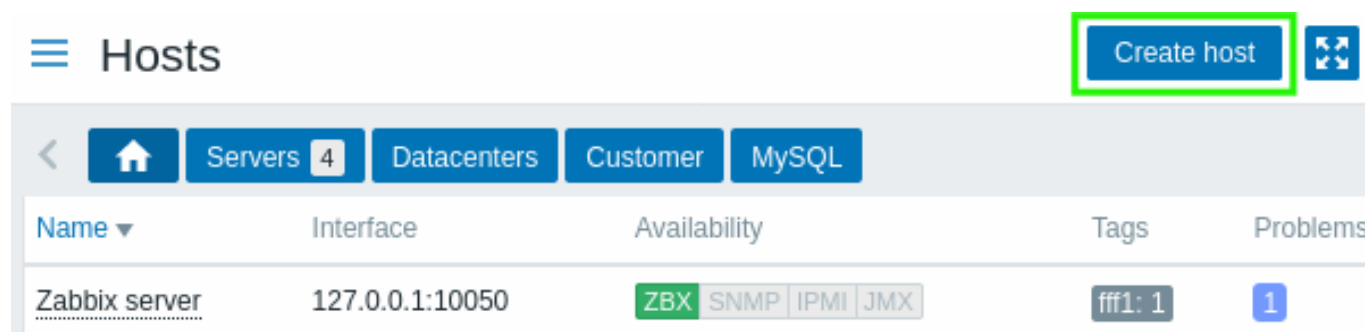 Hosts Create host
Servers 4 Datacenters Customer MySQL
Name Interface Availability Tags Problems
Zabbix server 127.0.0.1:10050 ZBX SNMP IPMI JMX fff1: 1 1